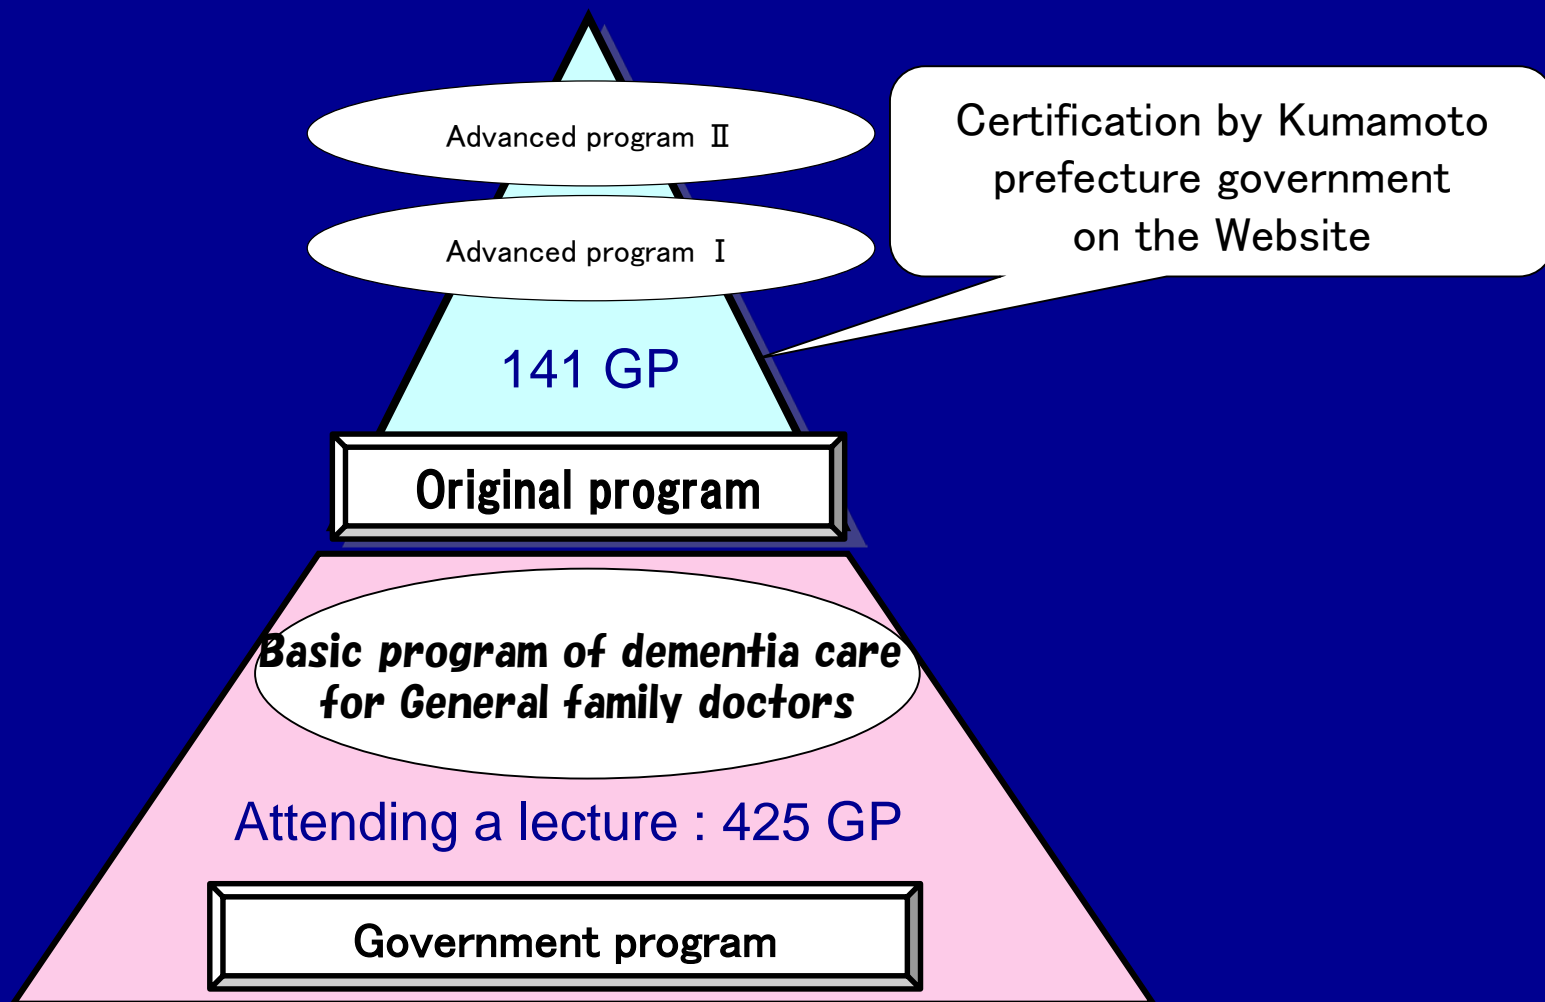 Advanced program Ⅱ
Certification by Kumamoto
prefecture government
on the Website
Advanced program Ⅰ
141 GP
Original program
Basic program of dementia care
for General family doctors
Attending a lecture : 425 GP
Government program